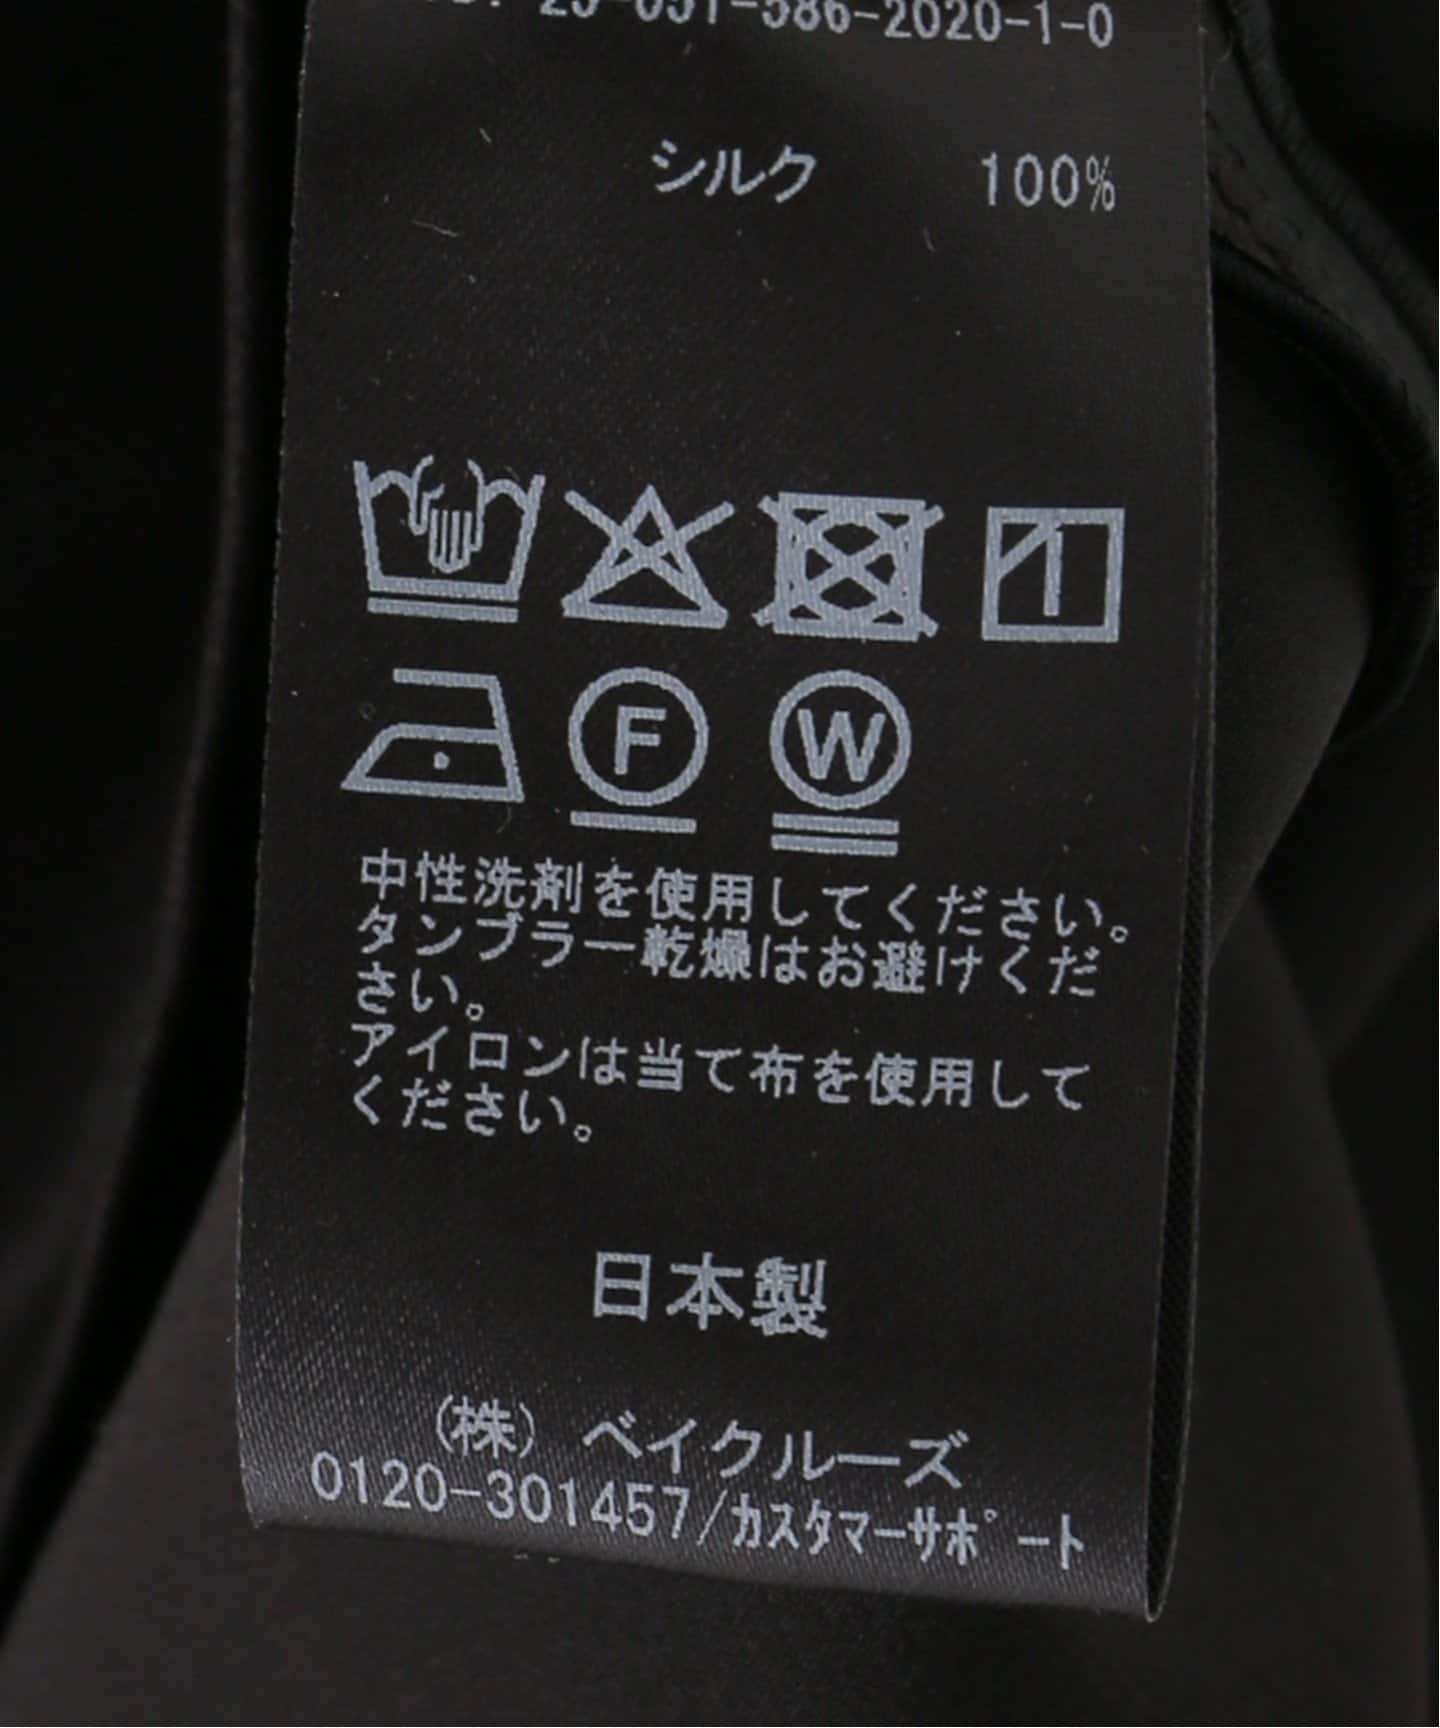 シルク 100%
F W
中性洗剤を使用してください。
タンブラー乾燥はお避けくだ
さい。
アイロンは当て布を使用して
ください。
日本製
(株) ベイクルーズ
0120-301457/カスタマーサポート